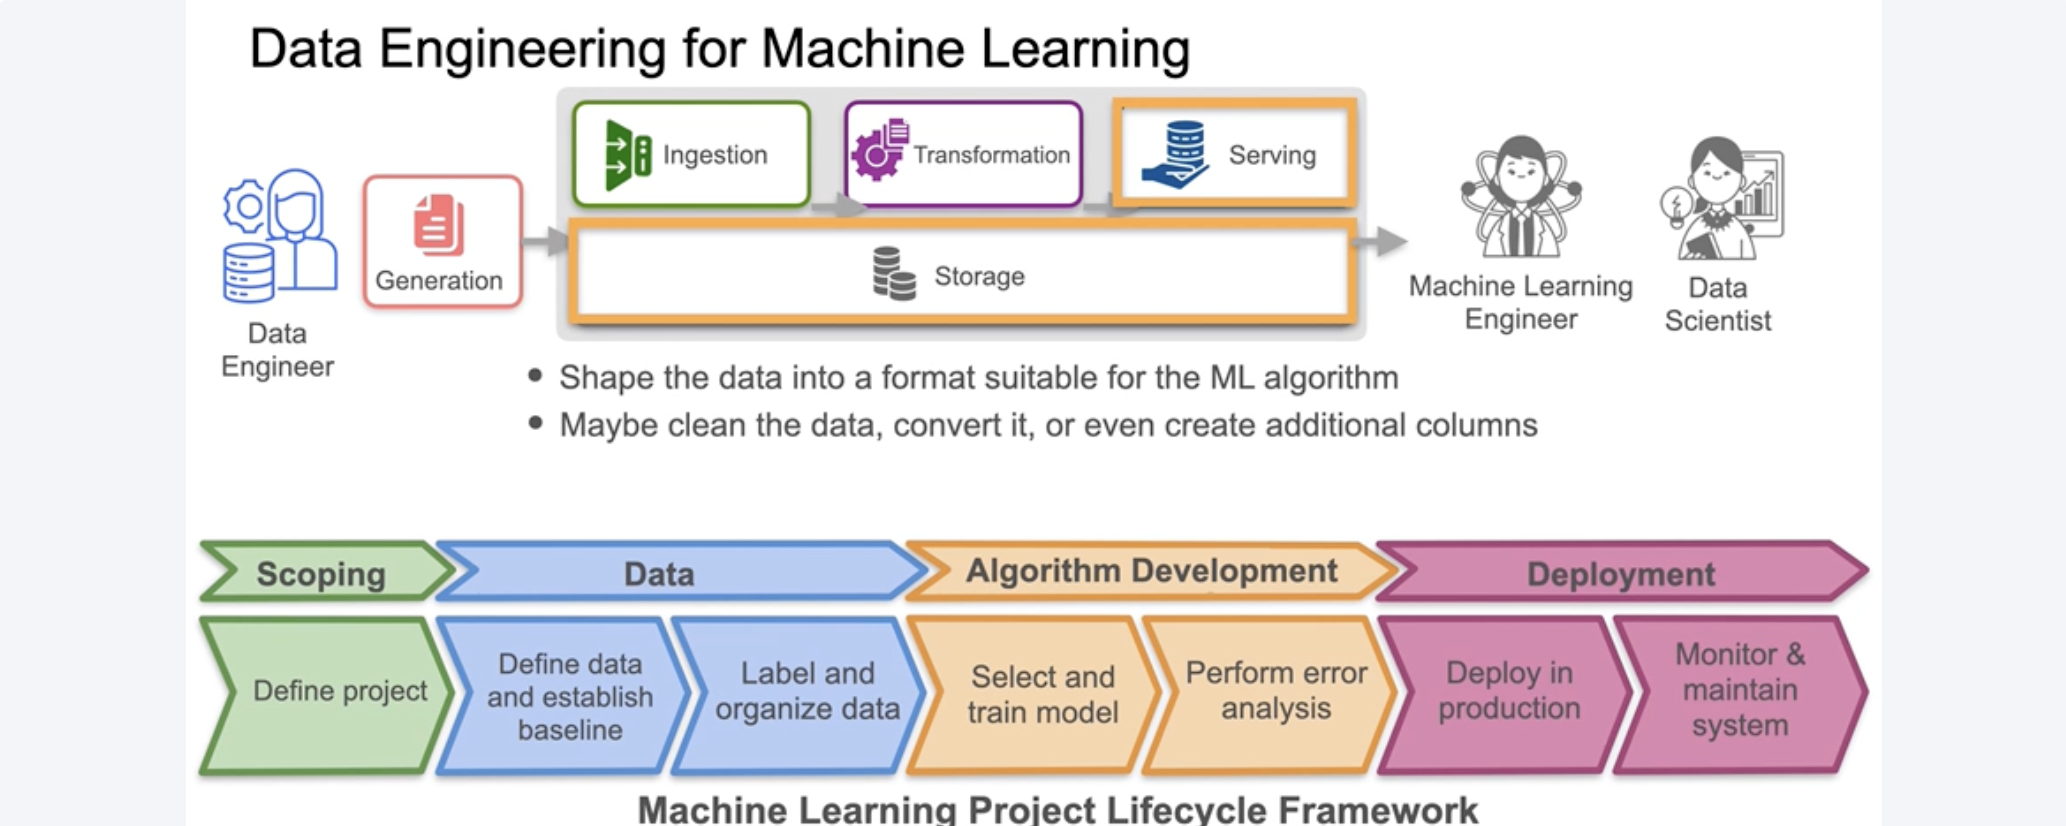 Data Engineering for Machine Learning
Ingestion
Transformation
Serving
Generation
Storage
Data
Engineer
Machine Learning
Engineer
Data
Scientist
• Shape the data into a format suitable for the ML algorithm
• Maybe clean the data, convert it, or even create additional columns
Scoping
Data
Algorithm Development
Deployment
Define project
Define data
and establish
baseline
Label and
organize data
Select and
train model
Perform error
analysis
Deploy in
production
Monitor &
maintain
system
Machine Learning Project Lifecycle Framework